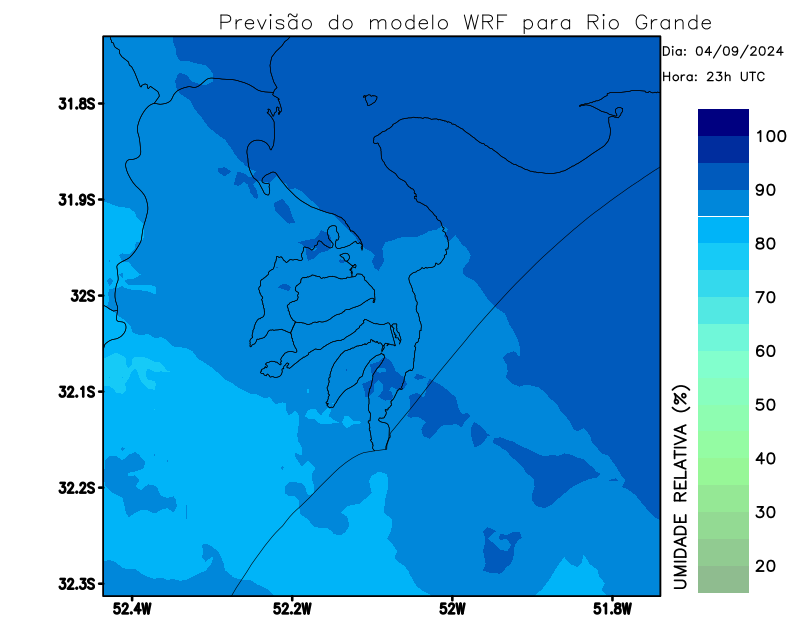 Previsão do modelo WRF para Rio Grande
Dia: 04/09/2024
Hora: 23h UTC
31.8S
31.9S
32S
32.1S
32.2S
32.3S
52.4W
52.2W
52W
51.8W
UMIDADE RELATIVA (%)
100
90
80
70
60
50
40
30
20